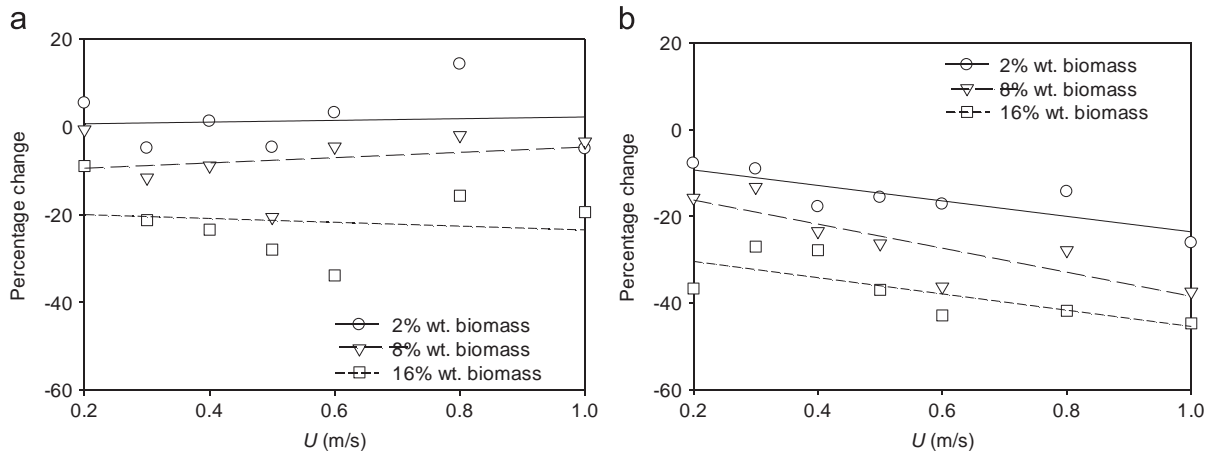 a
20
0
-20
-40
-60
Percentage change
2% wt. biomass
8% wt. biomass
16% wt. biomass
0.2 0.4 0.6 0.8 1.0
U (m/s)
b
20
0
-20
-40
-60
Percentage change
2% wt. biomass
8% wt. biomass
16% wt. biomass
0.2 0.4 0.6 0.8 1.0
U (m/s)